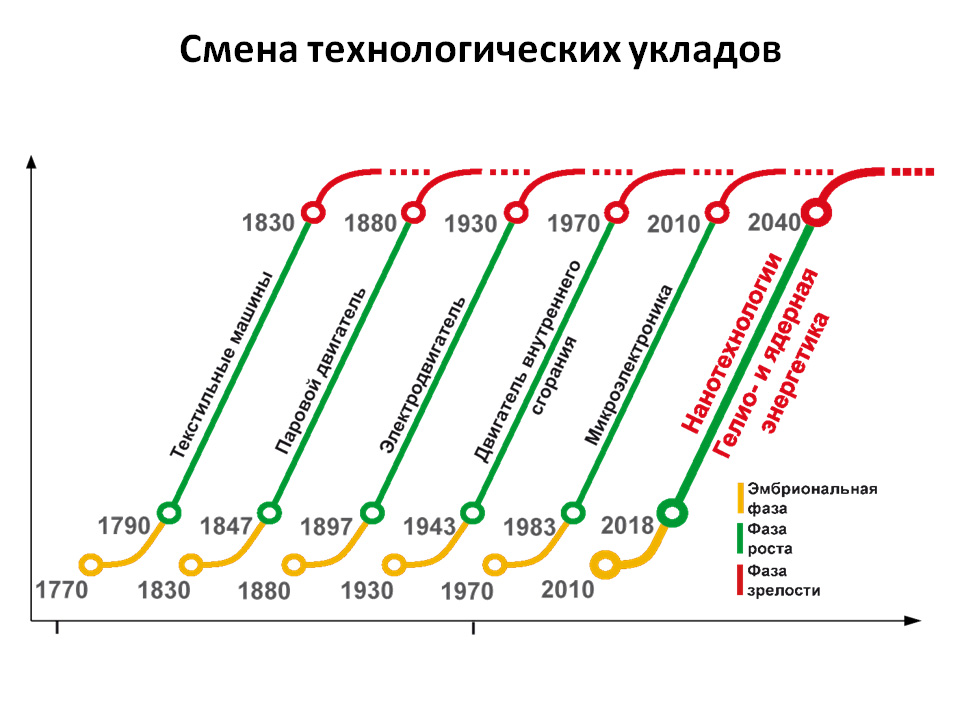 Смена технологических укладов
1830
1880
1930
1970
2010
2040
Текстильные машины
Паровой двигатель
Электродвигатель
Двигатель внутреннего
сгорания
Микроэлектроника
Нанотехнологии
Гелио- и ядерная
энергетика
1790
1847
1897
1943
1983
2018
1770
1830
1880
1930
1970
2010
Эмбриональная
фаза
Фаза
роста
Фаза
зрелости